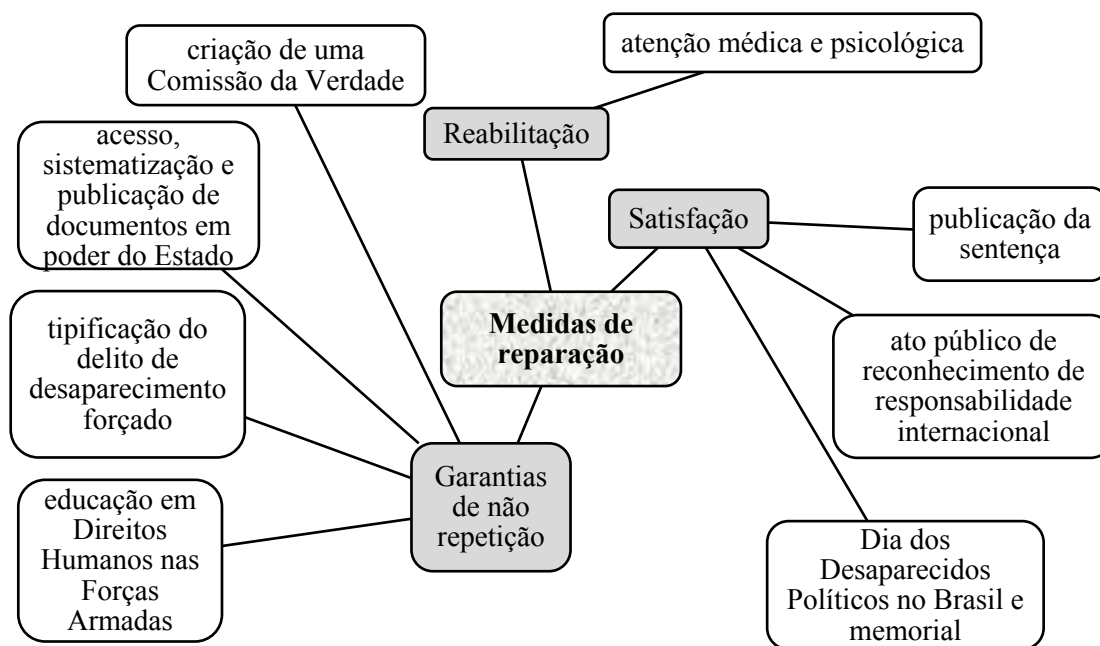 criação de uma
Comissão da Verdade
atenção médica e psicológica
Reabilitação
acesso,
sistematização e
publicação de
documentos em
poder do Estado
Satisfação
publicação da
sentença
Medidas de
reparação
tipificação do
delito de
desaparecimento
forçado
ato público de
reconhecimento de
responsabilidade
internacional
Garantias
de não
repetição
educação em
Direitos
Humanos nas
Forças
Armadas
Dia dos
Desaparecidos
Políticos no Brasil e
memorial